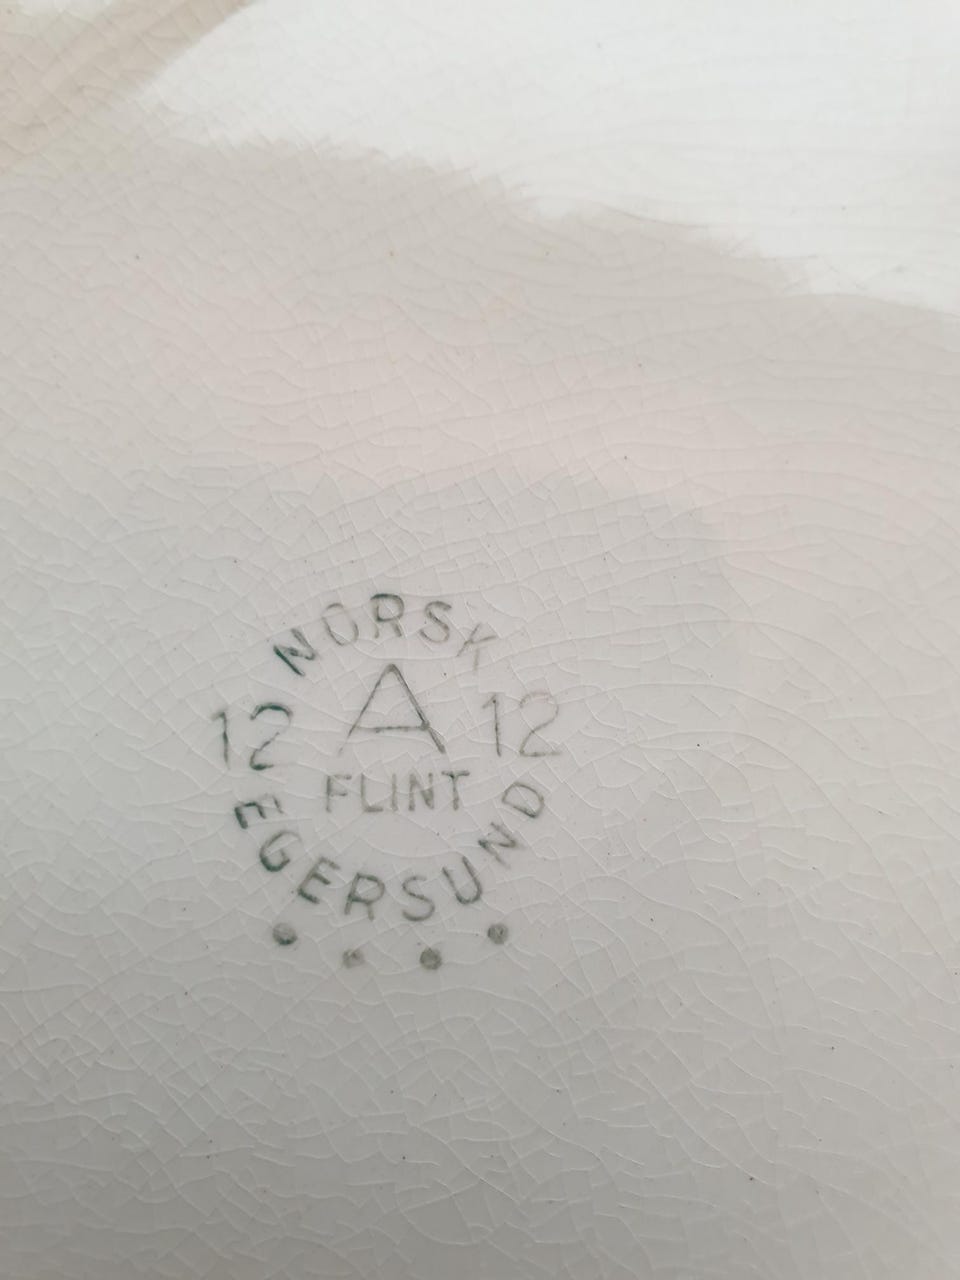 NORSK
12 A 12
FLINT
EGERSUND